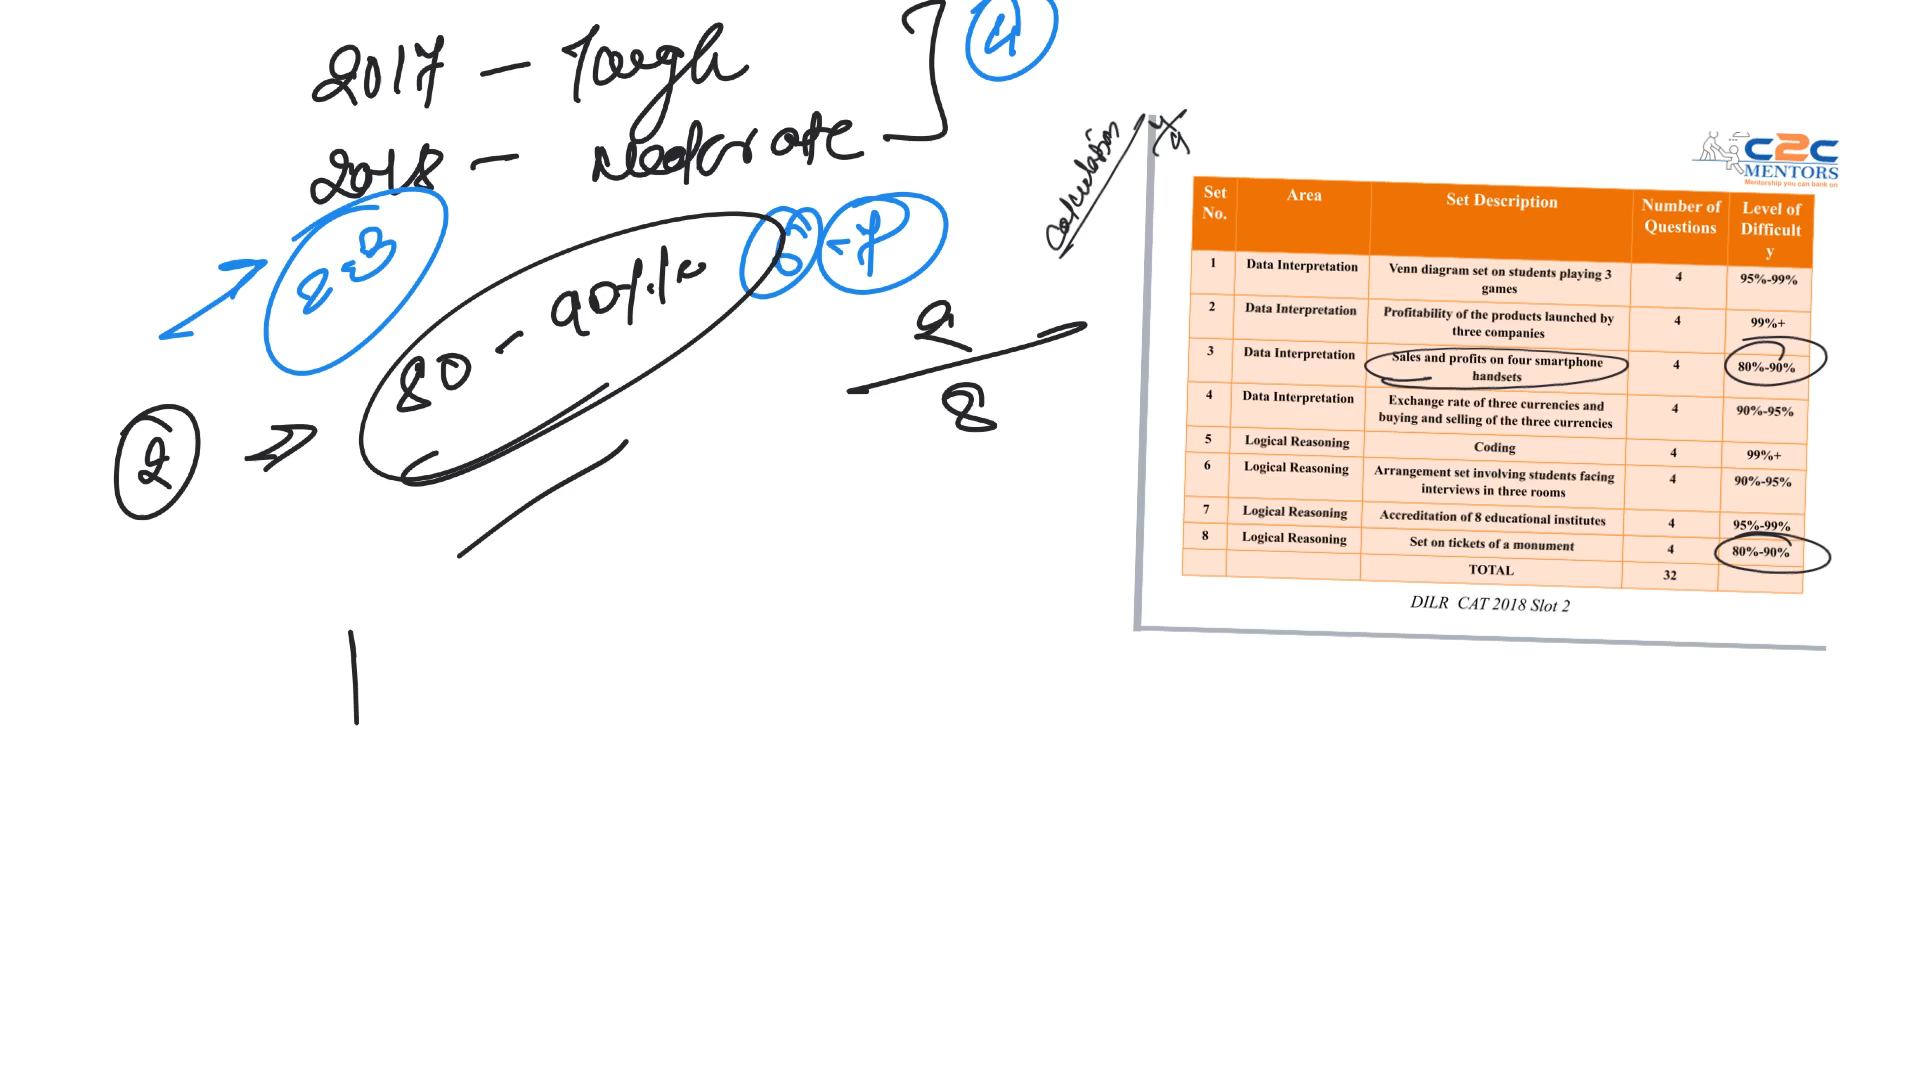 4
2017 - Tough
2018 - Moderate
calculation
c2c
MENTORS
Mentorship you can bank on
2-3
80 - 90%le
6 - 7
2
8
2
Set No. Area Set Description Number of Questions Level of Difficult y
1 Data Interpretation Venn diagram set on students playing 3 games 4 95%-99%
2 Data Interpretation Profitability of the products launched by three companies 4 99%+
3 Data Interpretation Sales and profits on four smartphone handsets 4 80%-90%
4 Data Interpretation Exchange rate of three currencies and buying and selling of the three currencies 4 90%-95%
5 Logical Reasoning Coding 4 99%+
6 Logical Reasoning Arrangement set involving students facing interviews in three rooms 4 90%-95%
7 Logical Reasoning Accreditation of 8 educational institutes 4 95%-99%
8 Logical Reasoning Set on tickets of a monument 4 80%-90%
TOTAL 32
DILR CAT 2018 Slot 2